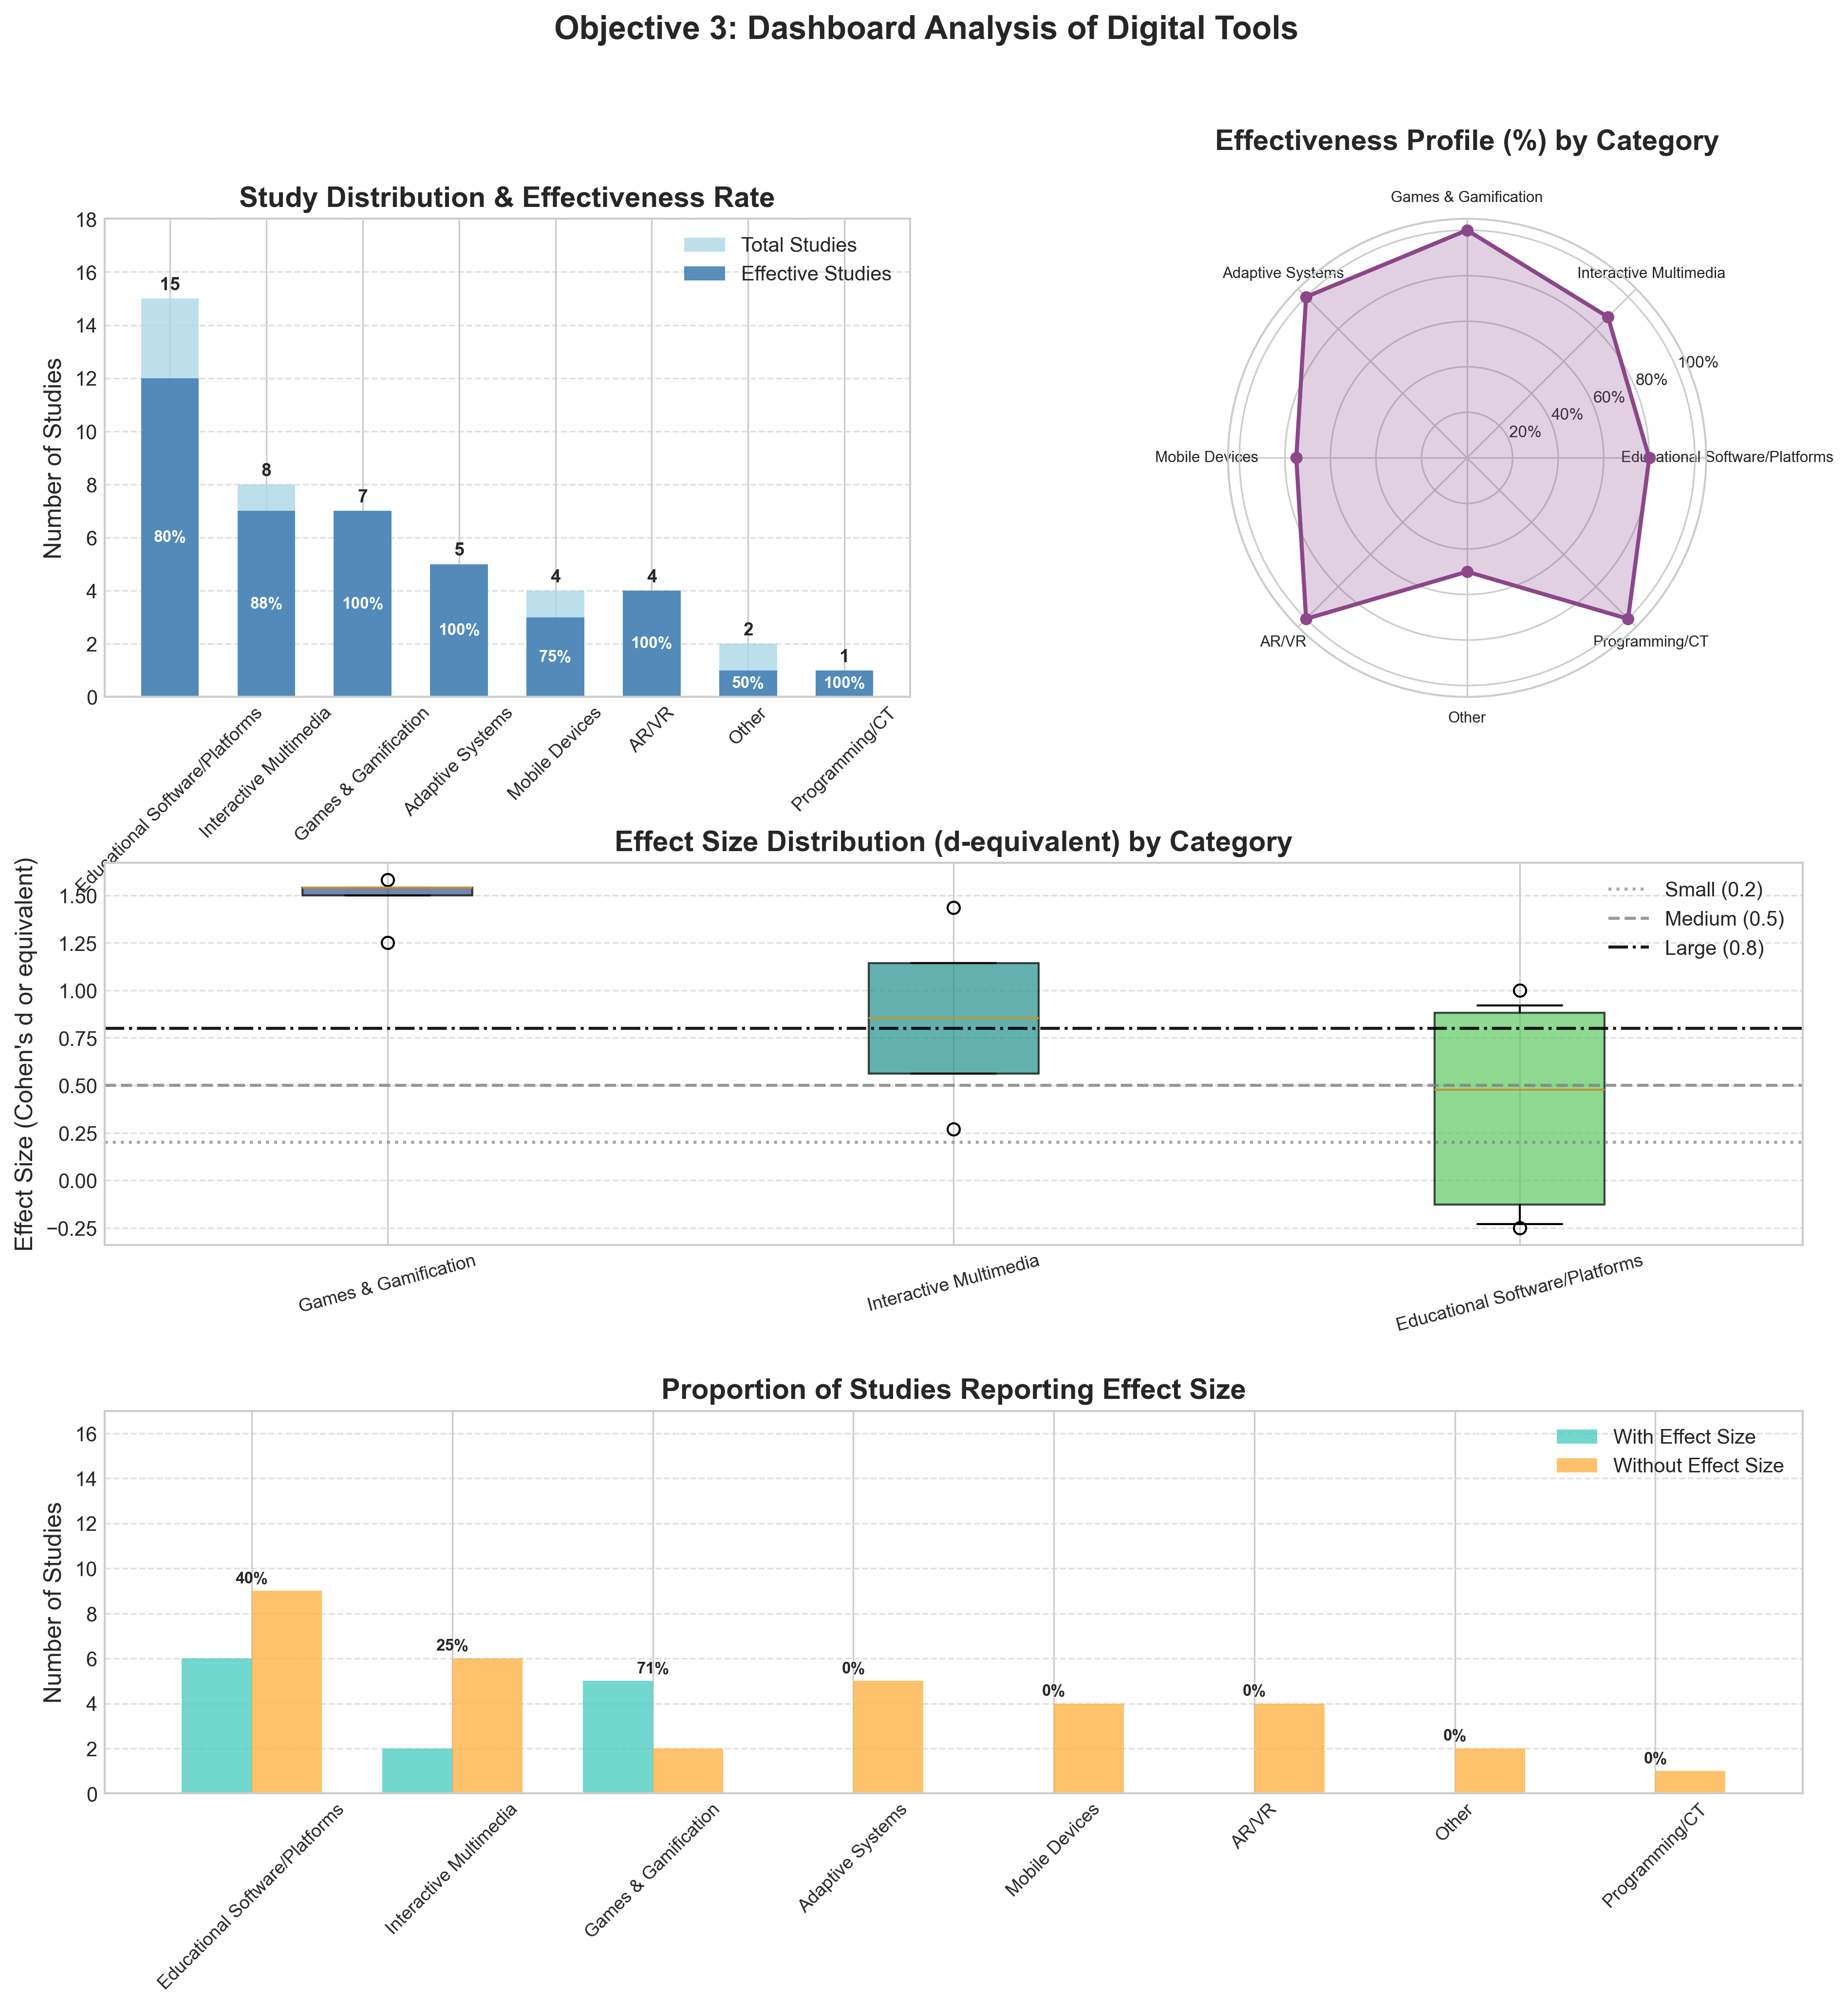 Objective 3: Dashboard Analysis of Digital Tools
Study Distribution & Effectiveness Rate
Number of Studies
18
16
14
12
10
8
6
4
2
0
Total Studies
Effective Studies
15
8
7
5
4
4
2
1
80%
88%
100%
100%
75%
100%
50%
100%
Educational Software/Platforms
Interactive Multimedia
Games & Gamification
Adaptive Systems
Mobile Devices
AR/VR
Other
Programming/CT
Effectiveness Profile (%) by Category
Games & Gamification
Adaptive Systems
Interactive Multimedia
100%
80%
60%
40%
20%
Mobile Devices
Educational Software/Platforms
AR/VR
Programming/CT
Other
Effect Size Distribution (d-equivalent) by Category
Effect Size (Cohen's d or equivalent)
1.50
1.25
1.00
0.75
0.50
0.25
0.00
−0.25
Small (0.2)
Medium (0.5)
Large (0.8)
Games & Gamification
Interactive Multimedia
Educational Software/Platforms
Proportion of Studies Reporting Effect Size
Number of Studies
16
14
12
10
8
6
4
2
0
With Effect Size
Without Effect Size
40%
25%
71%
0%
0%
0%
0%
0%
Educational Software/Platforms
Interactive Multimedia
Games & Gamification
Adaptive Systems
Mobile Devices
AR/VR
Other
Programming/CT